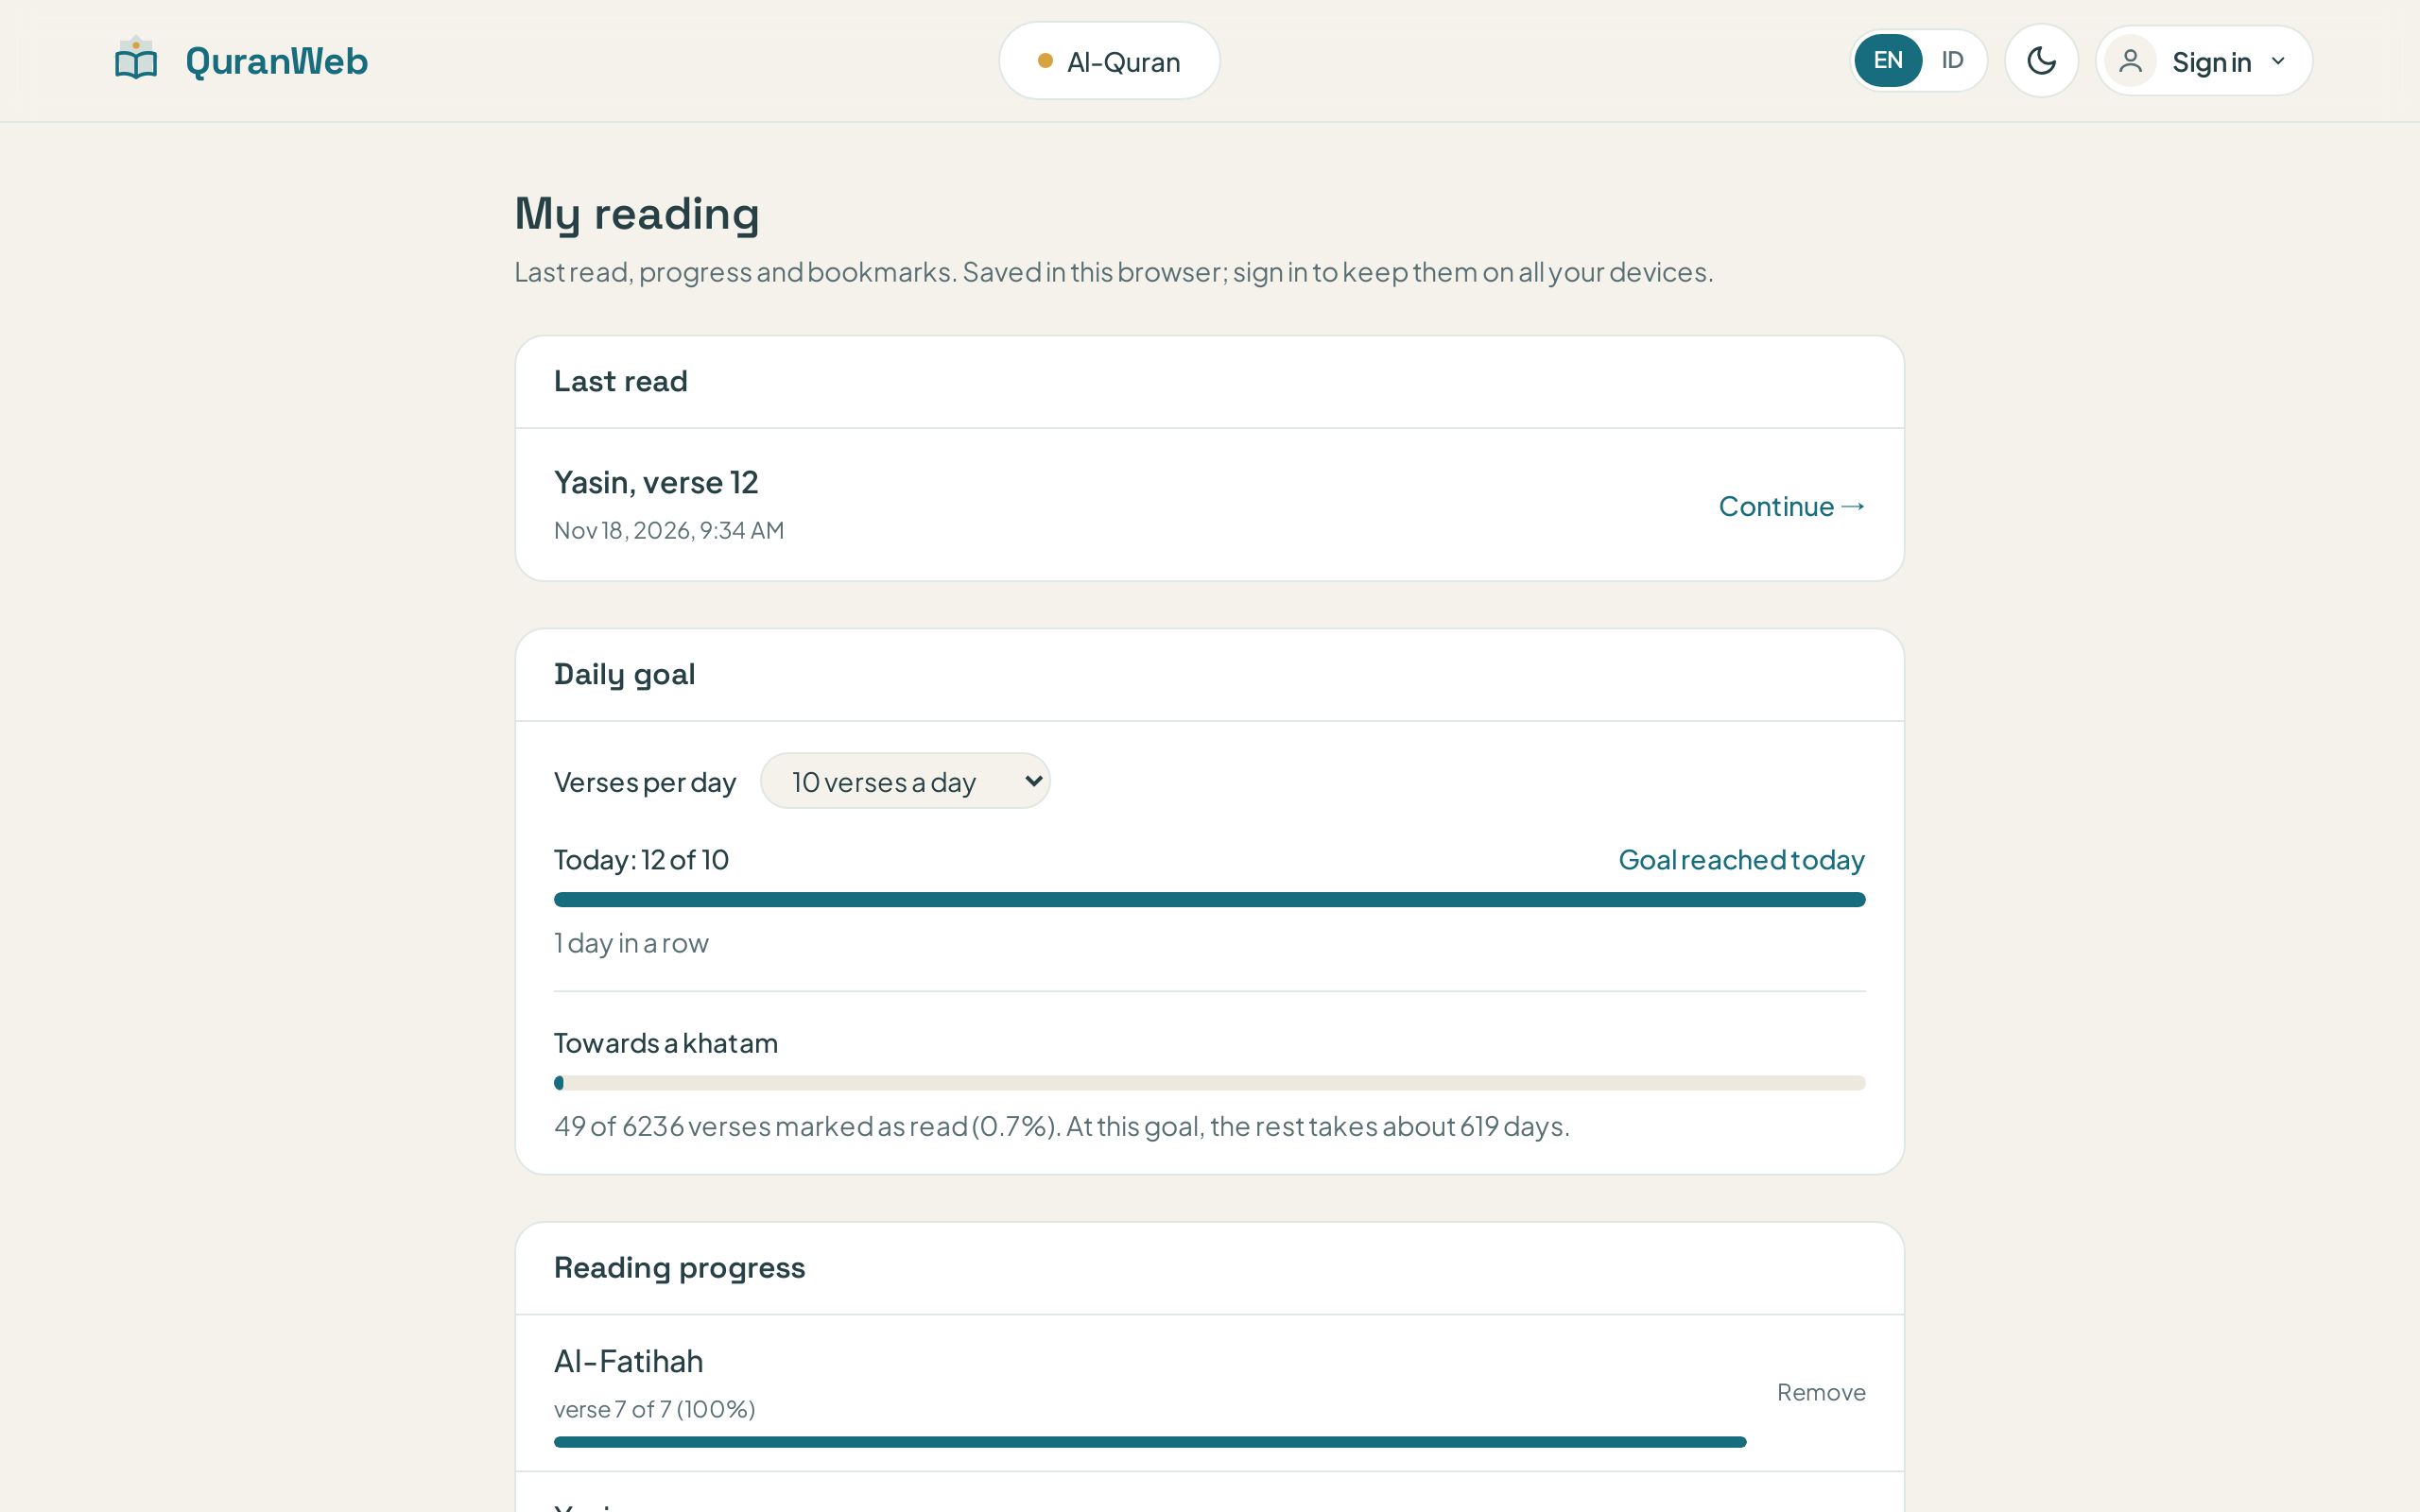 QuranWeb
Al-Quran
EN ID
Sign in
My reading
Last read, progress and bookmarks. Saved in this browser; sign in to keep them on all your devices.
Last read
Yasin, verse 12
Nov 18, 2026, 9:34 AM
Continue →
Daily goal
Verses per day 10 verses a day
Today: 12 of 10 Goal reached today
1 day in a row
Towards a khatam
49 of 6236 verses marked as read (0.7%). At this goal, the rest takes about 619 days.
Reading progress
Al-Fatihah
verse 7 of 7 (100%)
Remove